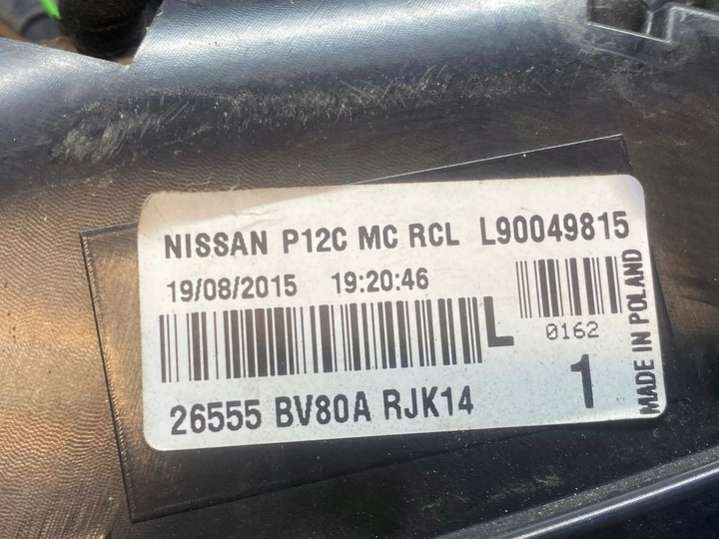 NISSAN P12C MC RCL L90049815
19/08/2015 19:20:46
L
0162
26555 BV80A RJK14
1
MADE IN POLAND